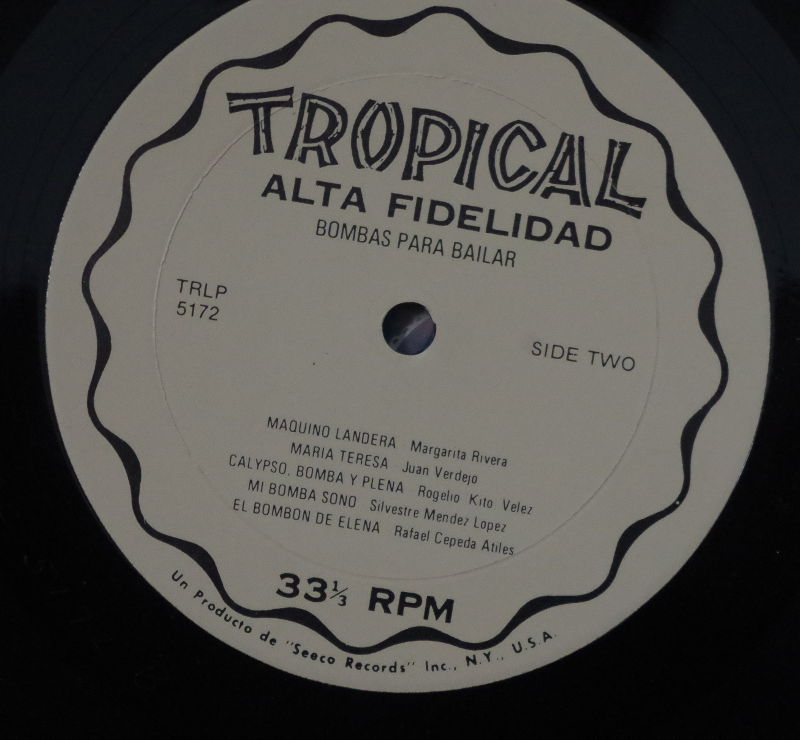 TROPICAL
ALTA FIDELIDAD
BOMBAS PARA BAILAR
TRLP
5172
SIDE TWO
MAQUINO LANDERA Margarita Rivera
MARIA TERESA Juan Verdejo
CALYPSO, BOMBA Y PLENA Rogelio Kito Velez
MI BOMBA SONO Silvestre Mendez Lopez
EL BOMBON DE ELENA Rafael Cepeda Atiles
33⅓ RPM
Un Producto de "Seeco Records" Inc., N.Y., U.S.A.